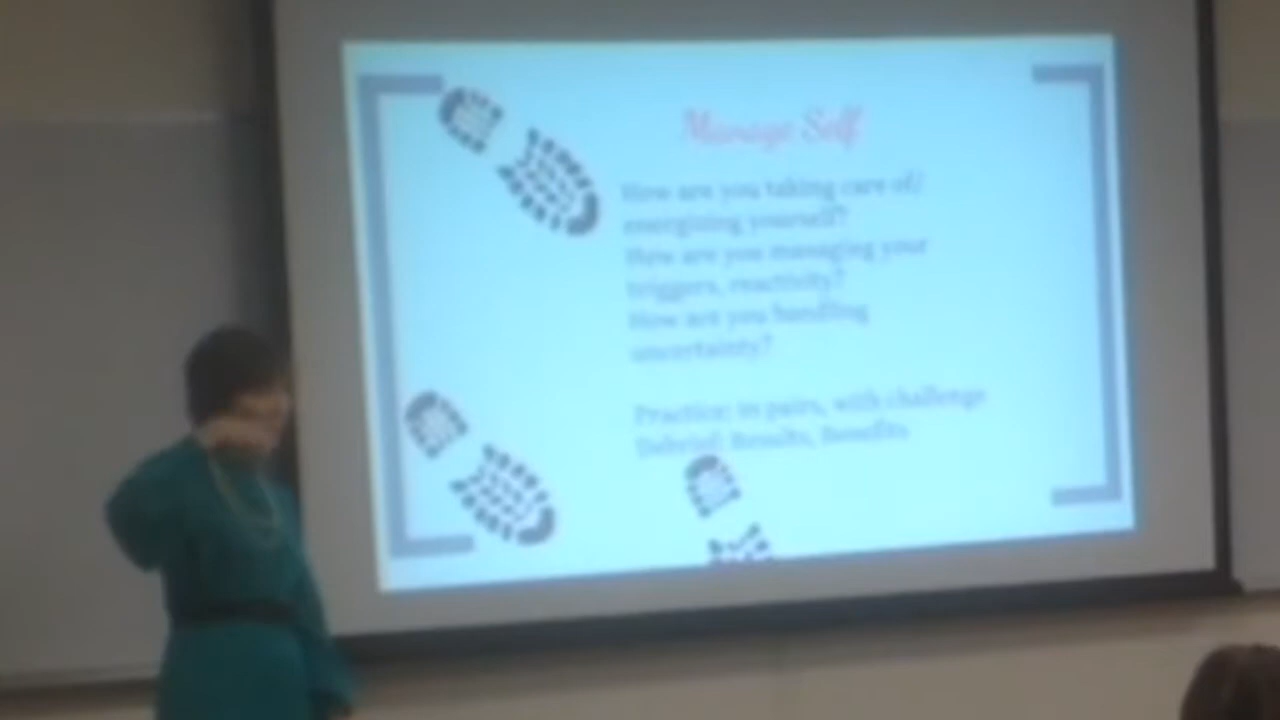 Manage Self
How are you taking care of/
energizing yourself?
How are you managing your
triggers, reactivity?
How are you handling
uncertainty?
Practice: in pairs, with challenge
Debrief: Results, Benefits